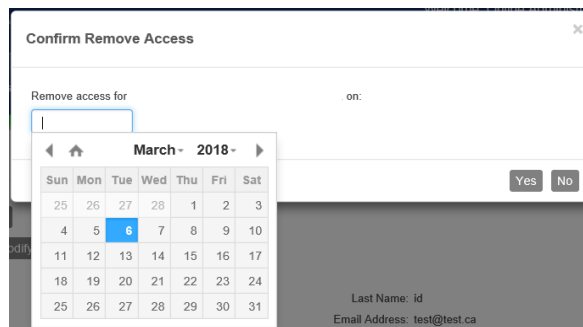 Confirm Remove Access
×
Remove access for on:
March 2018
Sun Mon Tue Wed Thu Fri Sat
25 26 27 28 1 2 3
4 5 6 7 8 9 10
11 12 13 14 15 16 17
18 19 20 21 22 23 24
25 26 27 28 29 30 31
Yes No
Last Name: id
Email Address: test@test.ca